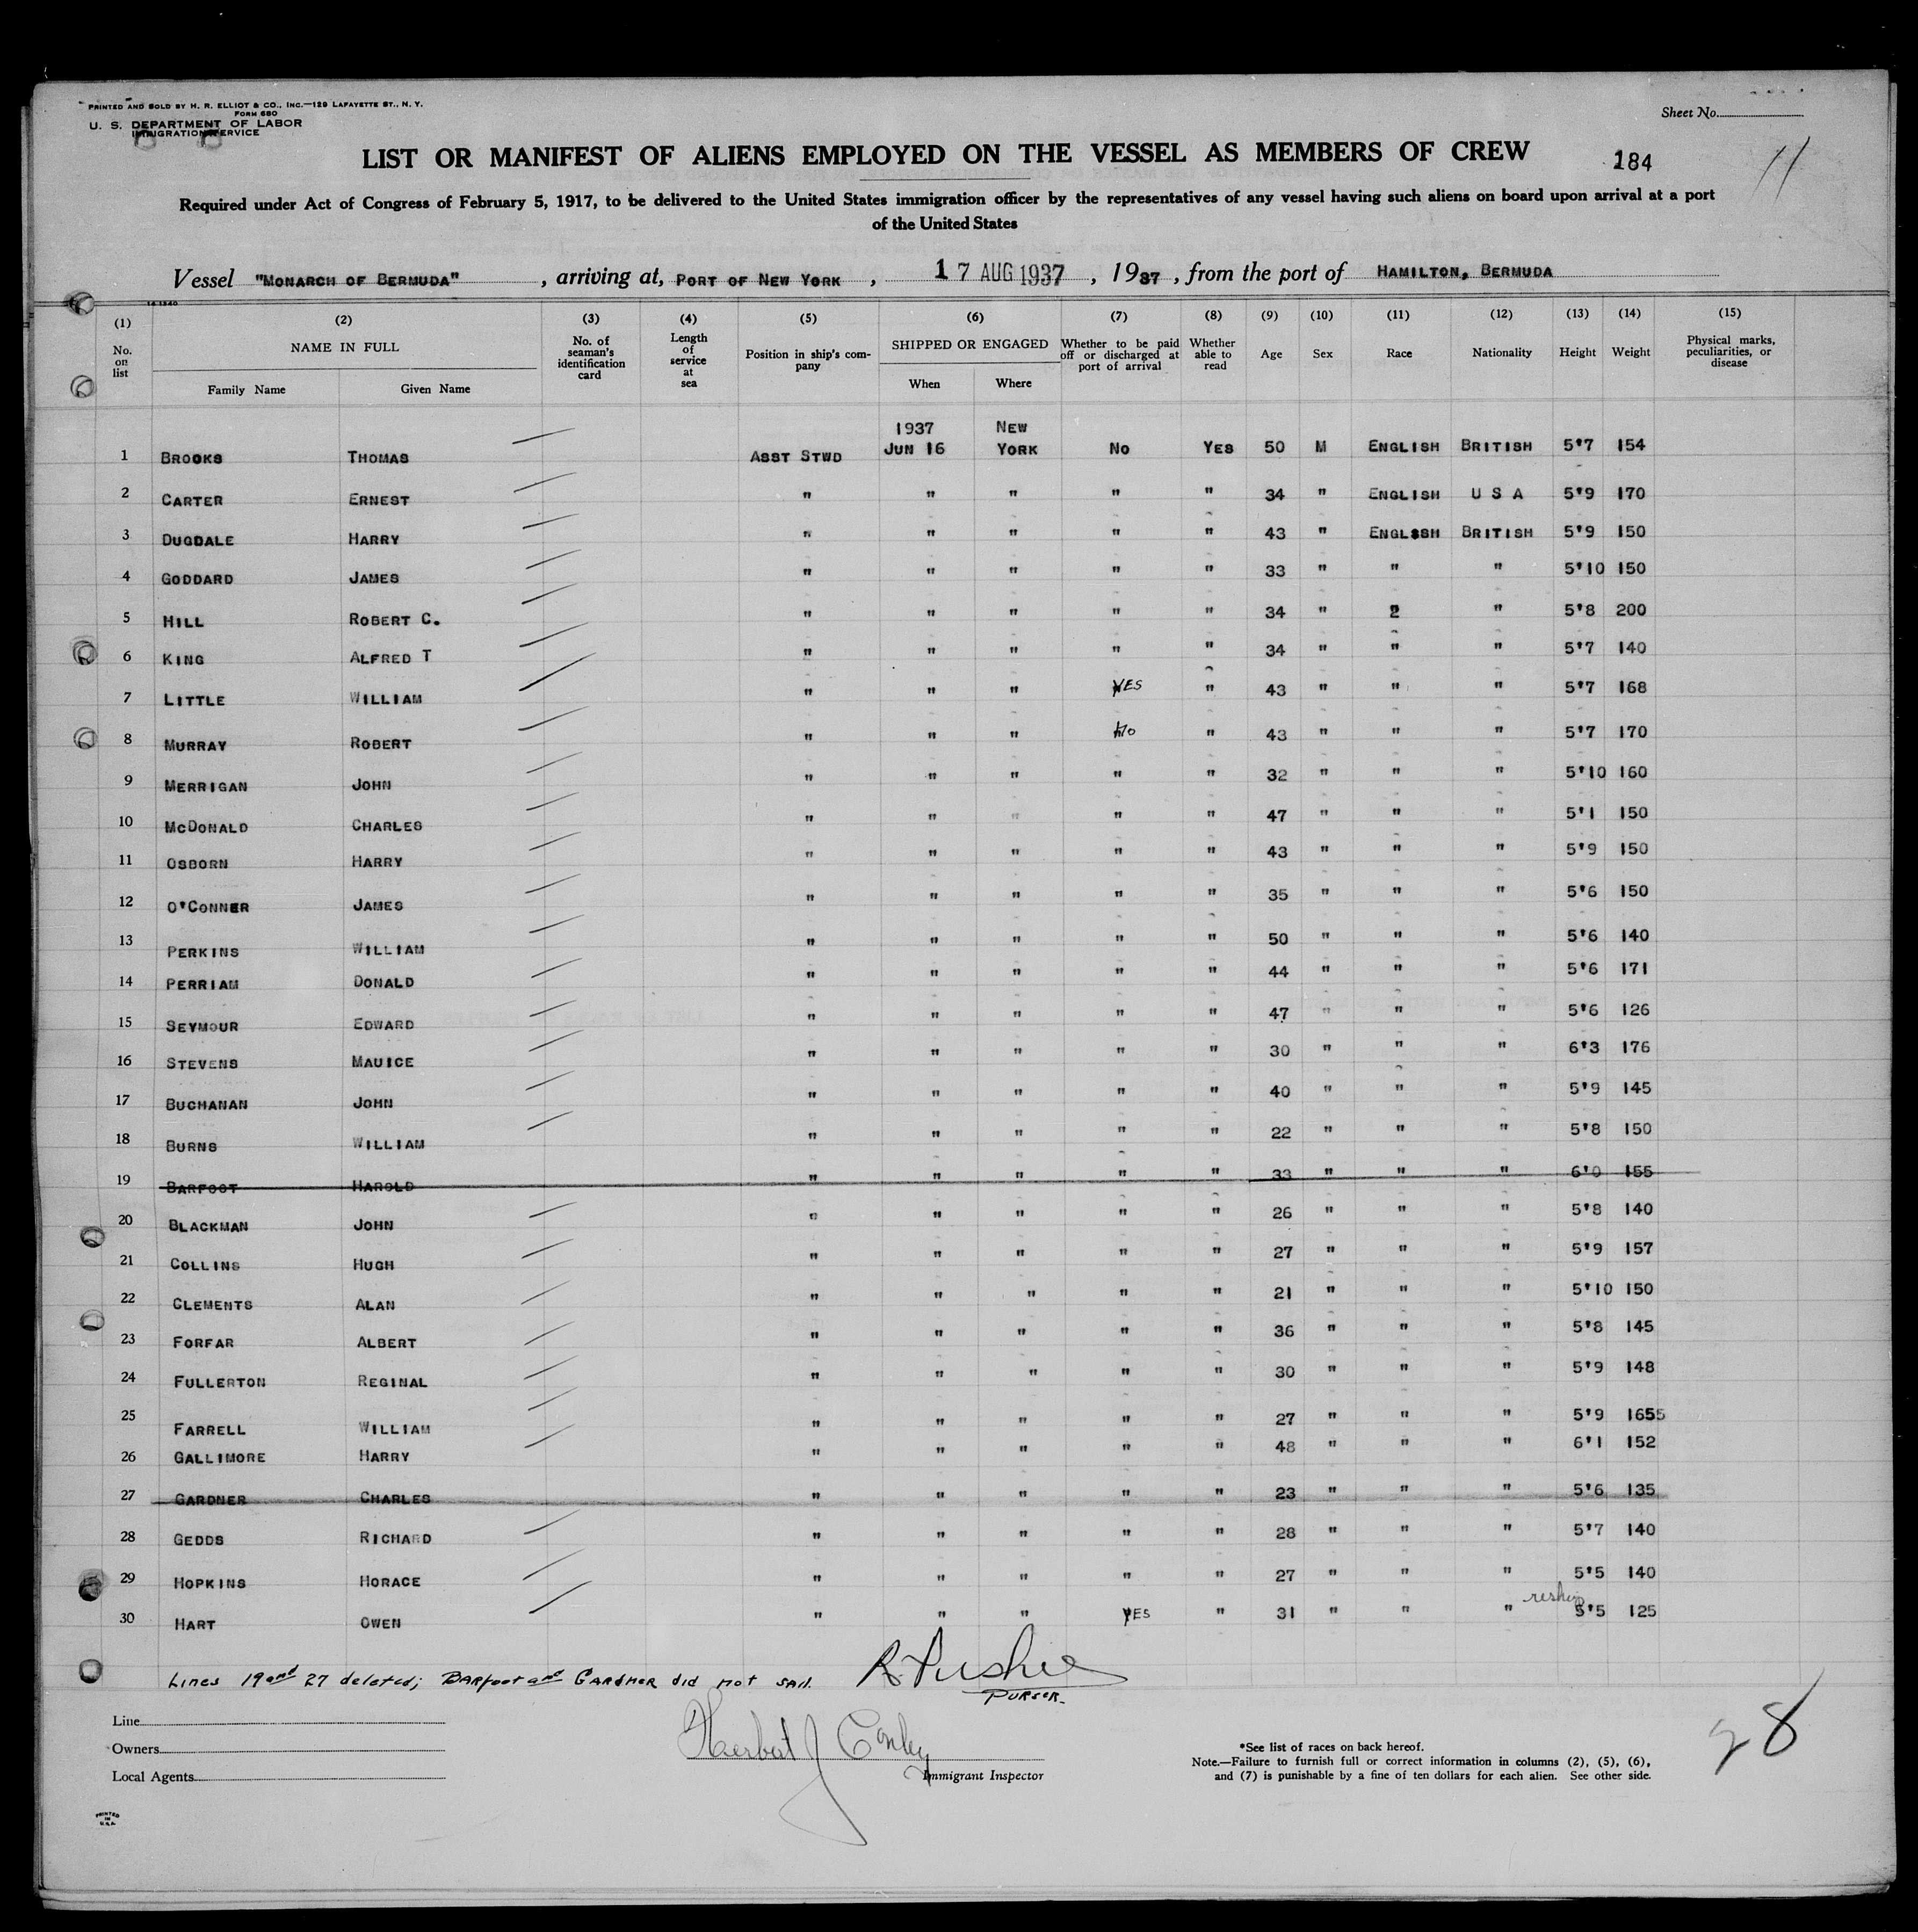 PRINTED AND SOLD BY H. R. ELLIOT & CO., INC.—129 LAFAYETTE ST., N. Y.
FORM 680
U. S. DEPARTMENT OF LABOR
IMMIGRATION SERVICE
Sheet No.
LIST OR MANIFEST OF ALIENS EMPLOYED ON THE VESSEL AS MEMBERS OF CREW 184 11
Required under Act of Congress of February 5, 1917, to be delivered to the United States immigration officer by the representatives of any vessel having such aliens on board upon arrival at a port
of the United States
Vessel "MONARCH OF BERMUDA", arriving at, PORT OF NEW YORK, 17 AUG 1937, 1937, from the port of HAMILTON, BERMUDA
(1) (2) (3) (4) (5) (6) (7) (8) (9) (10) (11) (12) (13) (14) (15)
No. on list NAME IN FULL Family Name Given Name No. of seaman's identification card Length of service at sea Position in ship's company SHIPPED OR ENGAGED When Where Whether to be paid off or discharged at port of arrival Whether able to read Age Sex Race Nationality Height Weight Physical marks, peculiarities, or disease
1937 NEW
1 BROOKS THOMAS ASST STWD JUN 16 YORK NO YES 50 M ENGLISH BRITISH 5'7 154
2 CARTER ERNEST " " " " " 34 " ENGLISH U S A 5'9 170
3 DUGDALE HARRY " " " " " 43 " ENGLSSH BRITISH 5'9 150
4 GODDARD JAMES " " " " " 33 " " " 5'10 150
5 HILL ROBERT C. " " " " " 34 " 2 " 5'8 200
6 KING ALFRED T " " " " " 34 " " " 5'7 140
7 LITTLE WILLIAM " " " YES " 43 " " " 5'7 168
8 MURRAY ROBERT " " " No " 43 " " " 5'7 170
9 MERRIGAN JOHN " " " " " 32 " " " 5'10 160
10 MCDONALD CHARLES " " " " " 47 " " " 5'1 150
11 OSBORN HARRY " " " " " 43 " " " 5'9 150
12 O'CONNER JAMES " " " " " 35 " " " 5'6 150
13 PERKINS WILLIAM " " " " " 50 " " " 5'6 140
14 PERRIAM DONALD " " " " " 44 " " " 5'6 171
15 SEYMOUR EDWARD " " " " " 47 " " " 5'6 126
16 STEVENS MAUICE " " " " " 30 " " " 6'3 176
17 BUCHANAN JOHN " " " " " 40 " " " 5'9 145
18 BURNS WILLIAM " " " " " 22 " " " 5'8 150
19 BARFOOT HAROLD " " " " " 33 " " " 6'0 155
20 BLACKMAN JOHN " " " " " 26 " " " 5'8 140
21 COLLINS HUGH " " " " " 27 " " " 5'9 157
22 CLEMENTS ALAN " " " " " 21 " " " 5'10 150
23 FORFAR ALBERT " " " " " 36 " " " 5'8 145
24 FULLERTON REGINAL " " " " " 30 " " " 5'9 148
25 FARRELL WILLIAM " " " " " 27 " " " 5'9 1655
26 GALLIMORE HARRY " " " " " 48 " " " 6'1 152
27 GARDNER CHARLES " " " " " 23 " " " 5'6 135
28 GEDDS RICHARD " " " " " 28 " " " 5'7 140
29 HOPKINS HORACE " " " " " 27 " " " 5'5 140
reship
30 HART OWEN " " " YES " 31 " " " 5'5 125
Lines 19 and 27 deleted; Barfoot and Gardner did not sail.
Purser.
Line
Owners
Local Agents
Herbert J Conley
Immigrant Inspector
*See list of races on back hereof.
Note.—Failure to furnish full or correct information in columns (2), (5), (6),
and (7) is punishable by a fine of ten dollars for each alien. See other side.
28
PRINTED
IN
U.S.A.